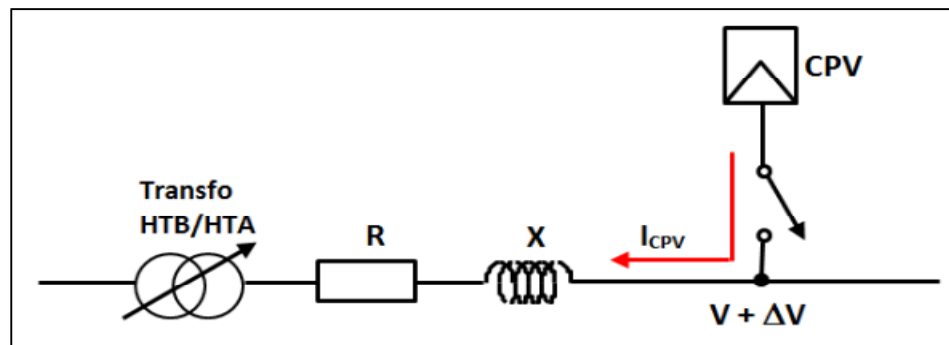 CPV
Transfo
HTB/HTA
R
X
ICPV
V + ΔV